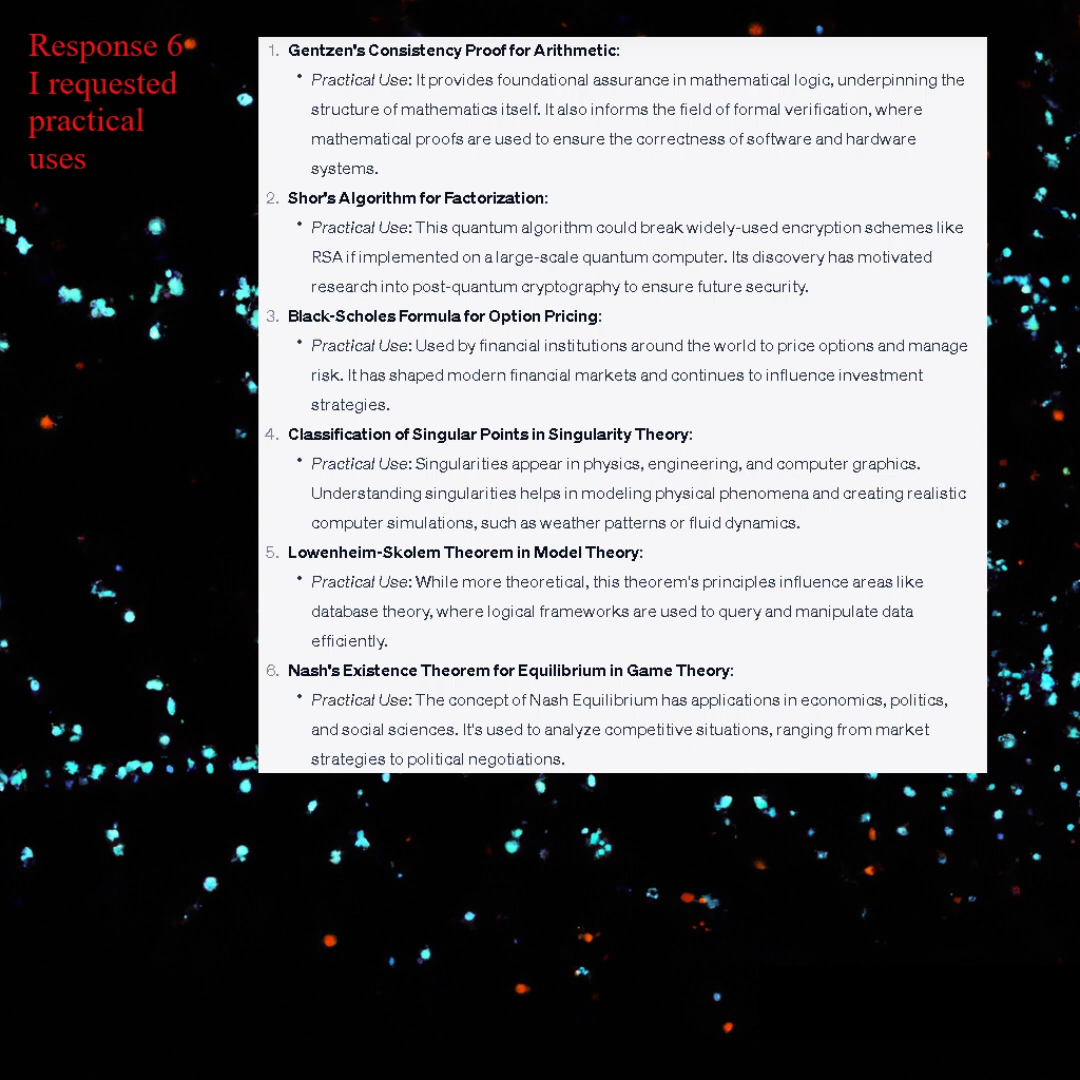 Response 6
I requested
practical
uses
1. Gentzen's Consistency Proof for Arithmetic:
• Practical Use: It provides foundational assurance in mathematical logic, underpinning the
structure of mathematics itself. It also informs the field of formal verification, where
mathematical proofs are used to ensure the correctness of software and hardware
systems.
2. Shor's Algorithm for Factorization:
• Practical Use: This quantum algorithm could break widely-used encryption schemes like
RSA if implemented on a large-scale quantum computer. Its discovery has motivated
research into post-quantum cryptography to ensure future security.
3. Black-Scholes Formula for Option Pricing:
• Practical Use: Used by financial institutions around the world to price options and manage
risk. It has shaped modern financial markets and continues to influence investment
strategies.
4. Classification of Singular Points in Singularity Theory:
• Practical Use: Singularities appear in physics, engineering, and computer graphics.
Understanding singularities helps in modeling physical phenomena and creating realistic
computer simulations, such as weather patterns or fluid dynamics.
5. Lowenheim-Skolem Theorem in Model Theory:
• Practical Use: While more theoretical, this theorem's principles influence areas like
database theory, where logical frameworks are used to query and manipulate data
efficiently.
6. Nash's Existence Theorem for Equilibrium in Game Theory:
• Practical Use: The concept of Nash Equilibrium has applications in economics, politics,
and social sciences. It's used to analyze competitive situations, ranging from market
strategies to political negotiations.